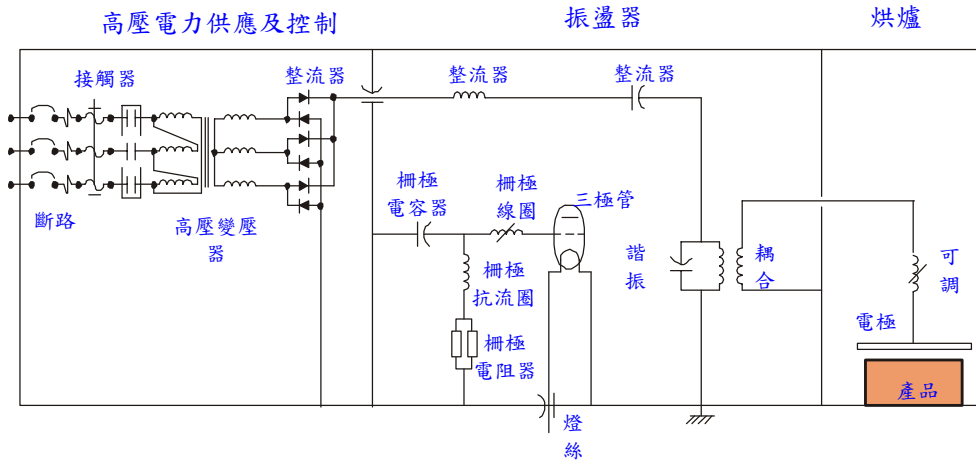 高壓電力供應及控制
振盪器
烘爐
接觸器
整流器
整流器
整流器
斷路
高壓變壓
器
柵極
電容器
柵極
線圈
三極管
柵極
抗流圈
柵極
電阻器
諧
振
耦
合
可
調
電極
產品
燈
絲